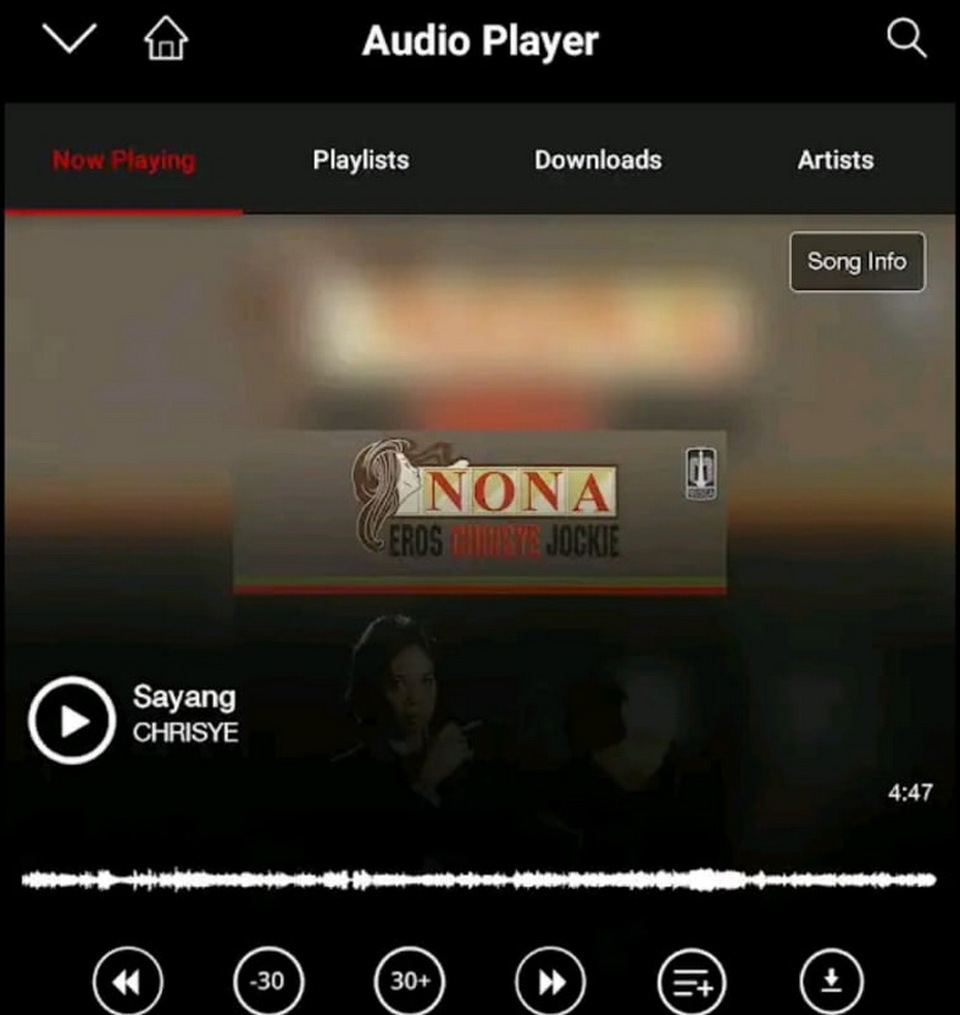 Audio Player
Now Playing
Playlists
Downloads
Artists
Song Info
NONA
EROS CHRISYE JOCKIE
Sayang
CHRISYE
4:47
-30
30+